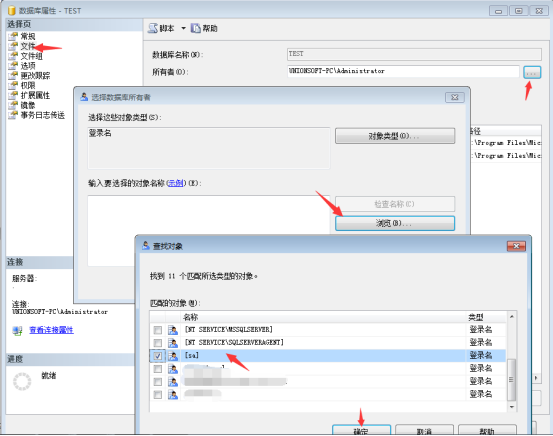 数据库属性 - TEST
选择页
常规
文件
文件组
选项
更改跟踪
权限
扩展属性
镜像
事务日志传送
脚本
帮助
数据库名称(N):
TEST
所有者(O):
UNIONSOFT-PC\Administrator
...
路径
:\Program Files\Mic
:\Program Files\Mic
选择数据库所有者
选择这些对象类型(S):
登录名
对象类型(O)...
输入要选择的对象名称(示例)(E):
检查名称(C)
浏览(B)...
查找对象
找到 11 个匹配所选类型的对象。
匹配的对象(M):
名称
类型
[NT SERVICE\MSSQLSERVER]
登录名
[NT SERVICE\SQLSERVERAGENT]
登录名
[sa]
登录名
登录名
登录名
登录名
确定
取消
帮助
连接
服务器:
.
连接:
UNIONSOFT-PC\Administrator
查看连接属性
进度
就绪